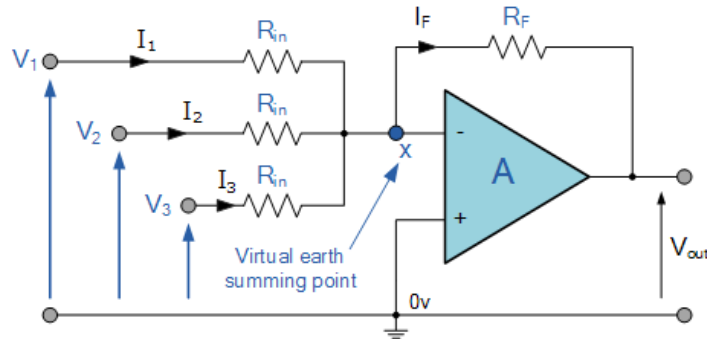 I1
Rin
IF
RF
V1
I2
Rin
V2
-
X
A
I3
Rin
V3
+
Virtual earth
summing point
Vout
0v